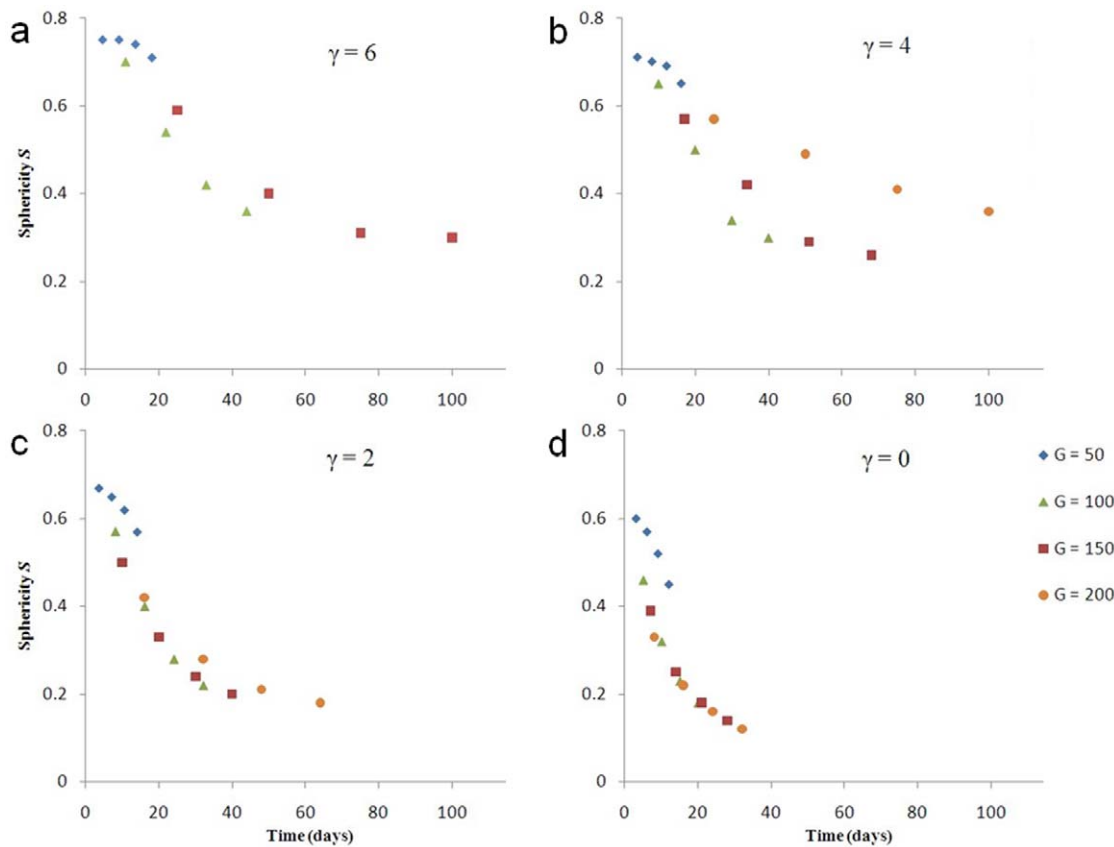 a
γ = 6
0.8
0.6
0.4
0.2
0
Sphericity S
0 20 40 60 80 100
b
γ = 4
0.8
0.6
0.4
0.2
0
0 20 40 60 80 100
c
γ = 2
0.8
0.6
0.4
0.2
0
Sphericity S
0 20 40 60 80 100
Time (days)
d
γ = 0
0.8
0.6
0.4
0.2
0
0 20 40 60 80 100
Time (days)
G = 50
G = 100
G = 150
G = 200